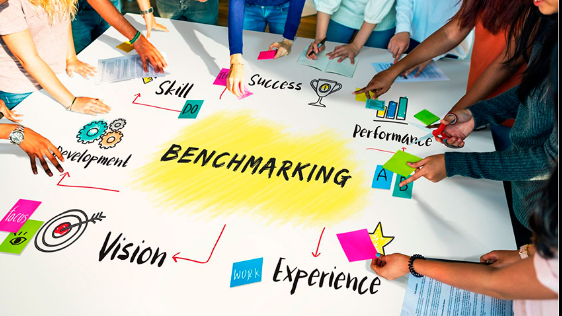 Skill
DO
Success
Performance
A
B
Development
BENCHMARKING
focus
Vision
WORK
Experience